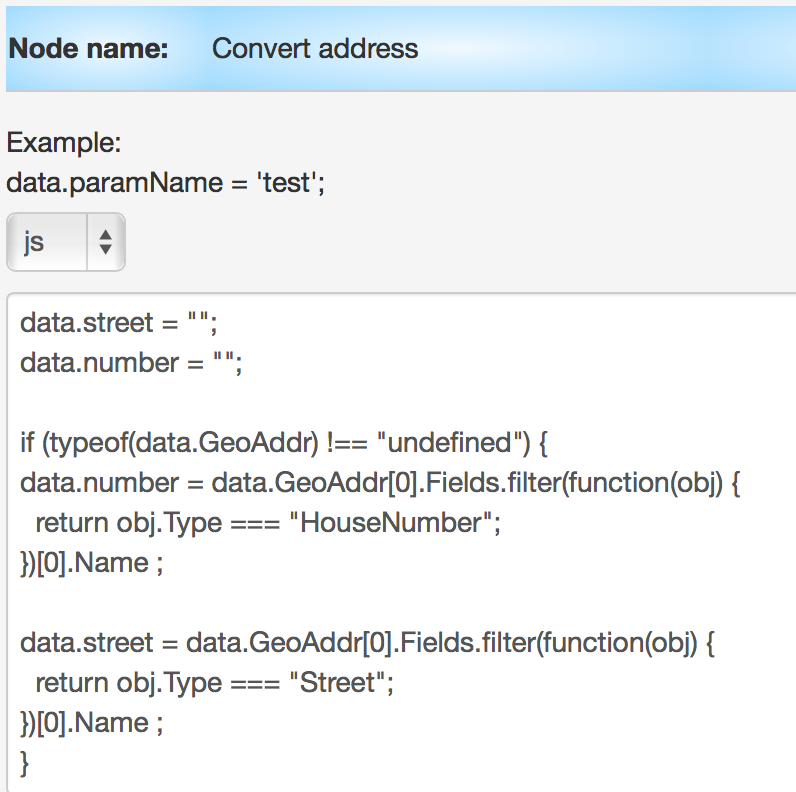 Node name: Convert address
Example:
data.paramName = 'test';
js
data.street = "";
data.number = "";
if (typeof(data.GeoAddr) !== "undefined") {
data.number = data.GeoAddr[0].Fields.filter(function(obj) {
return obj.Type === "HouseNumber";
})[0].Name ;
data.street = data.GeoAddr[0].Fields.filter(function(obj) {
return obj.Type === "Street";
})[0].Name ;
}